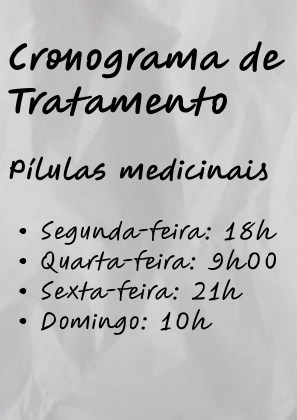 Cronograma de
Tratamento
Pílulas medicinais
• Segunda-feira: 18h
• Quarta-feira: 9h00
• Sexta-feira: 21h
• Domingo: 10h